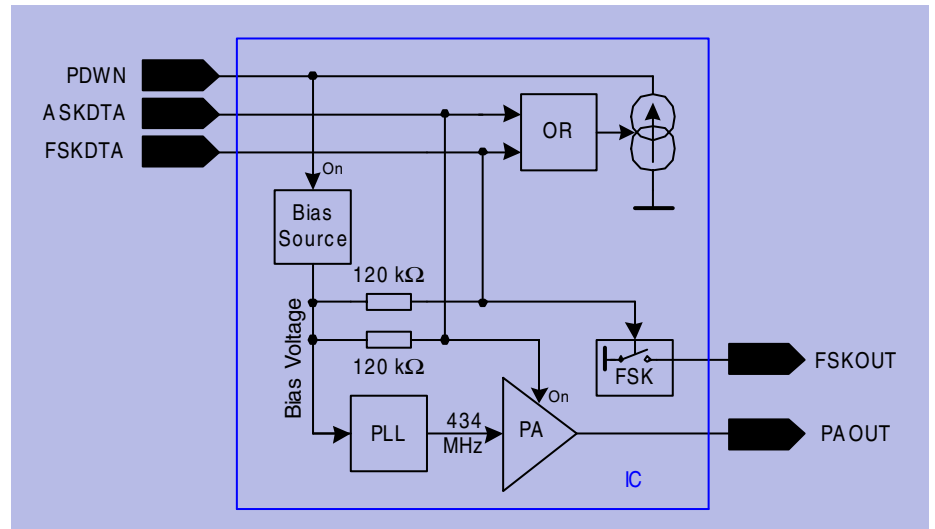 PDWN
ASKDTA
FSKDTA
OR
On
Bias
Source
120 kΩ
120 kΩ
Bias Voltage
FSK
FSKOUT
On
PLL
434
MHz
PA
PAOUT
IC